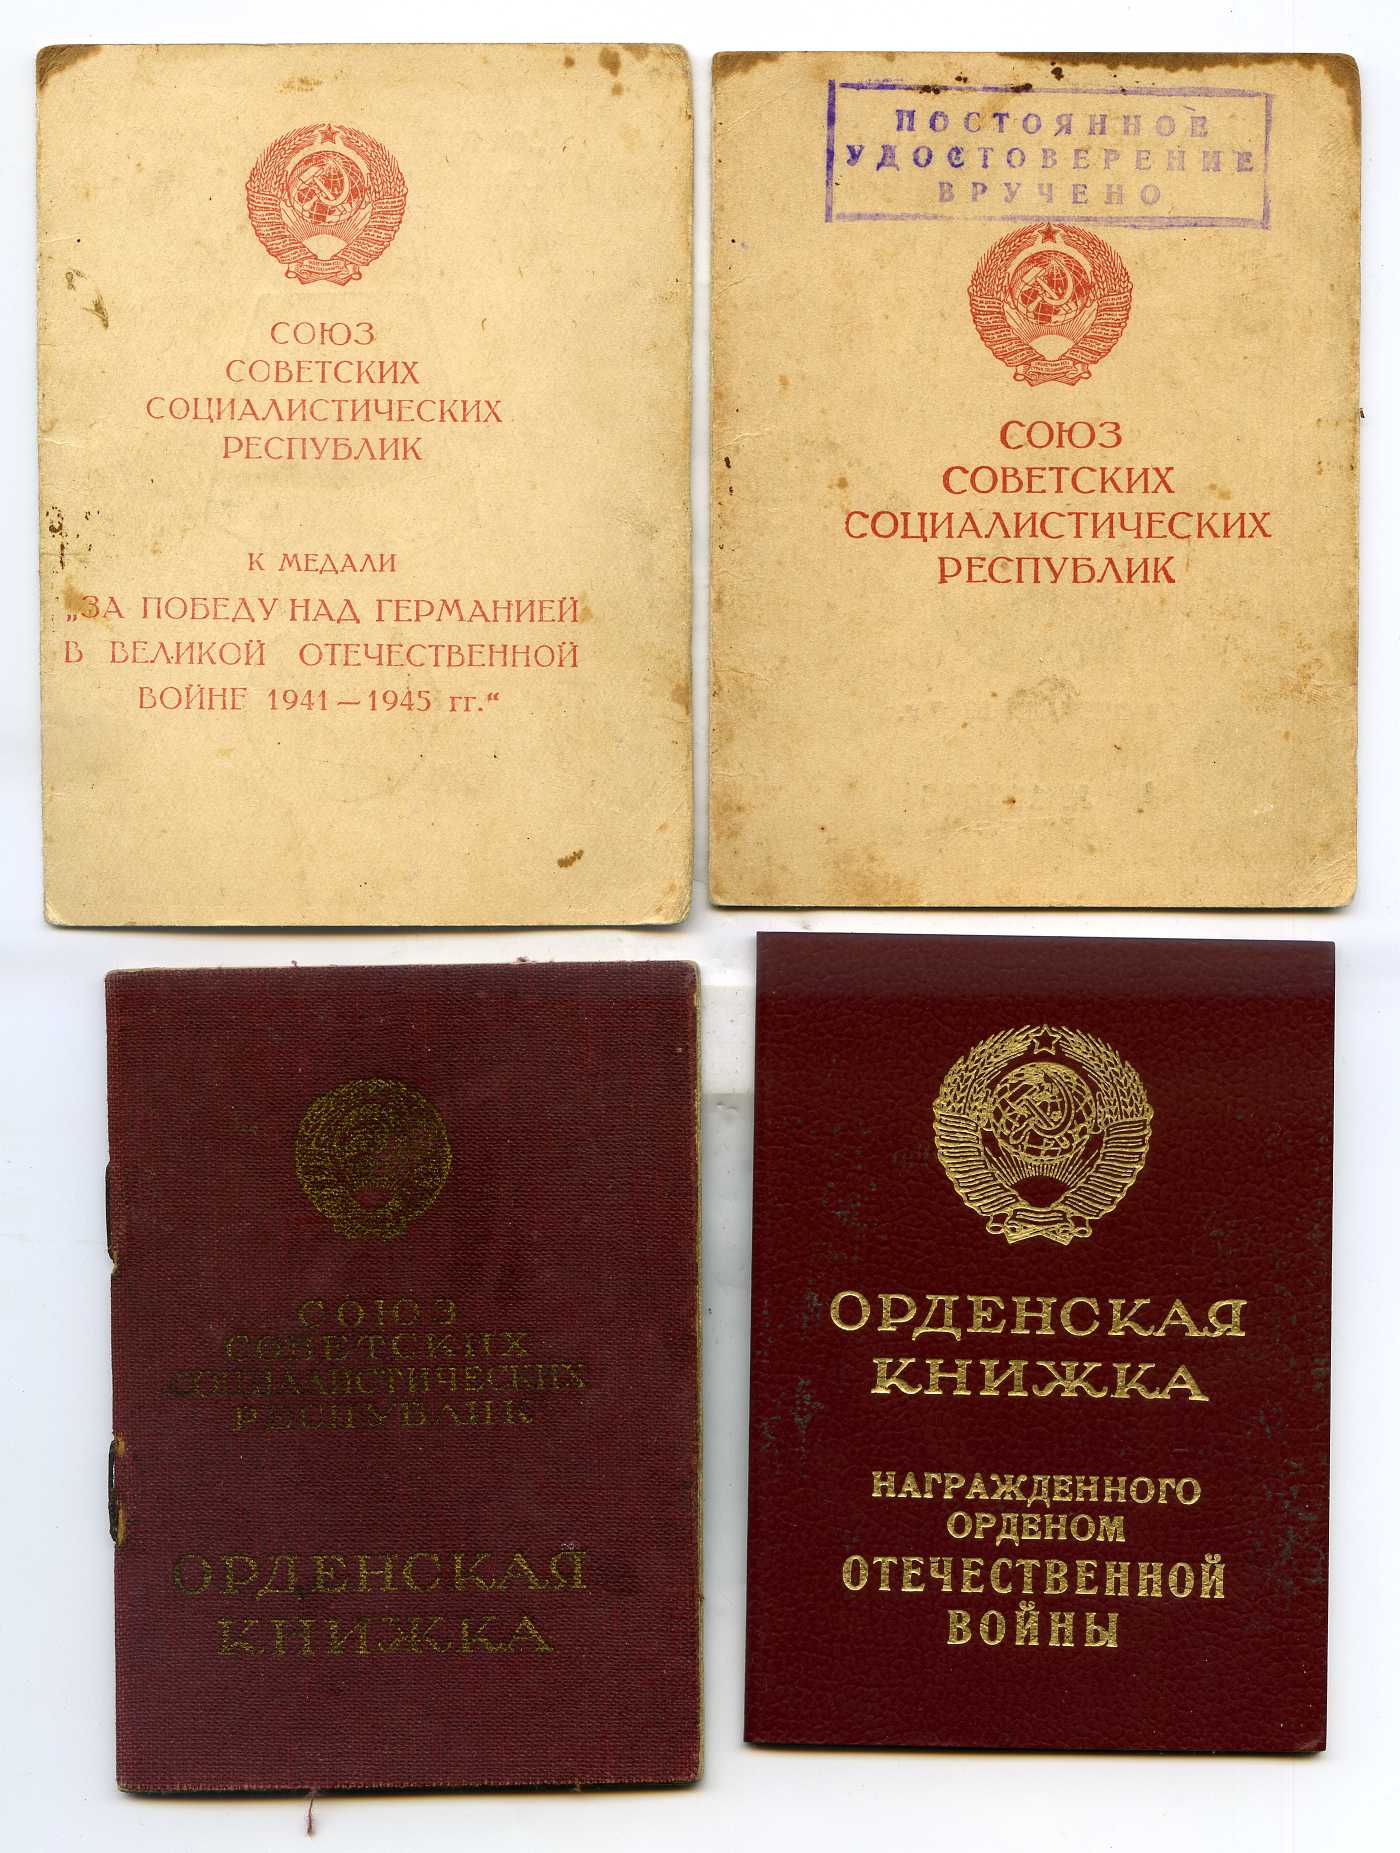 СОЮЗ
СОВЕТСКИХ
СОЦИАЛИСТИЧЕСКИХ
РЕСПУБЛИК
К МЕДАЛИ
„ЗА ПОБЕДУ НАД ГЕРМАНИЕЙ
В ВЕЛИКОЙ ОТЕЧЕСТВЕННОЙ
ВОЙНЕ 1941—1945 гг.“
ПОСТОЯННОЕ
УДОСТОВЕРЕНИЕ
ВРУЧЕНО
СОЮЗ
СОВЕТСКИХ
СОЦИАЛИСТИЧЕСКИХ
РЕСПУБЛИК
СОЮЗ
СОВЕТСКИХ
СОЦИАЛИСТИЧЕСКИХ
РЕСПУБЛИК
ОРДЕНСКАЯ
КНИЖКА
ОРДЕНСКАЯ
КНИЖКА
НАГРАЖДЕННОГО
ОРДЕНОМ
ОТЕЧЕСТВЕННОЙ
ВОЙНЫ